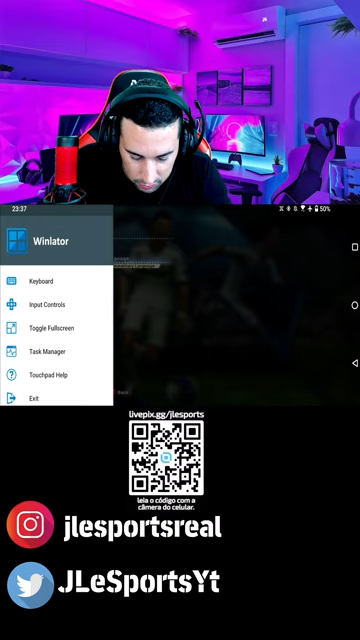 23:37
50%
Winlator
Keyboard
Input Controls
Toggle Fullscreen
Task Manager
Touchpad Help
Exit
livepix.gg/jlesports
leia o código com a
câmera do celular.
jlesportsreal
JLeSportsYt